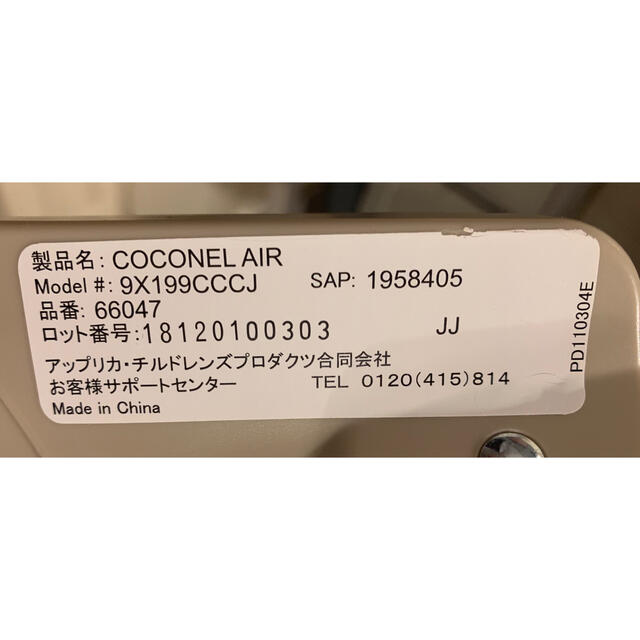 製品名: COCONEL AIR
Model #: 9X199CCCJ SAP: 1958405
品番: 66047
ロット番号:18120100303 JJ
アップリカ・チルドレンズプロダクツ合同会社
お客様サポートセンター TEL 0120(415)814
Made in China
PD110304E